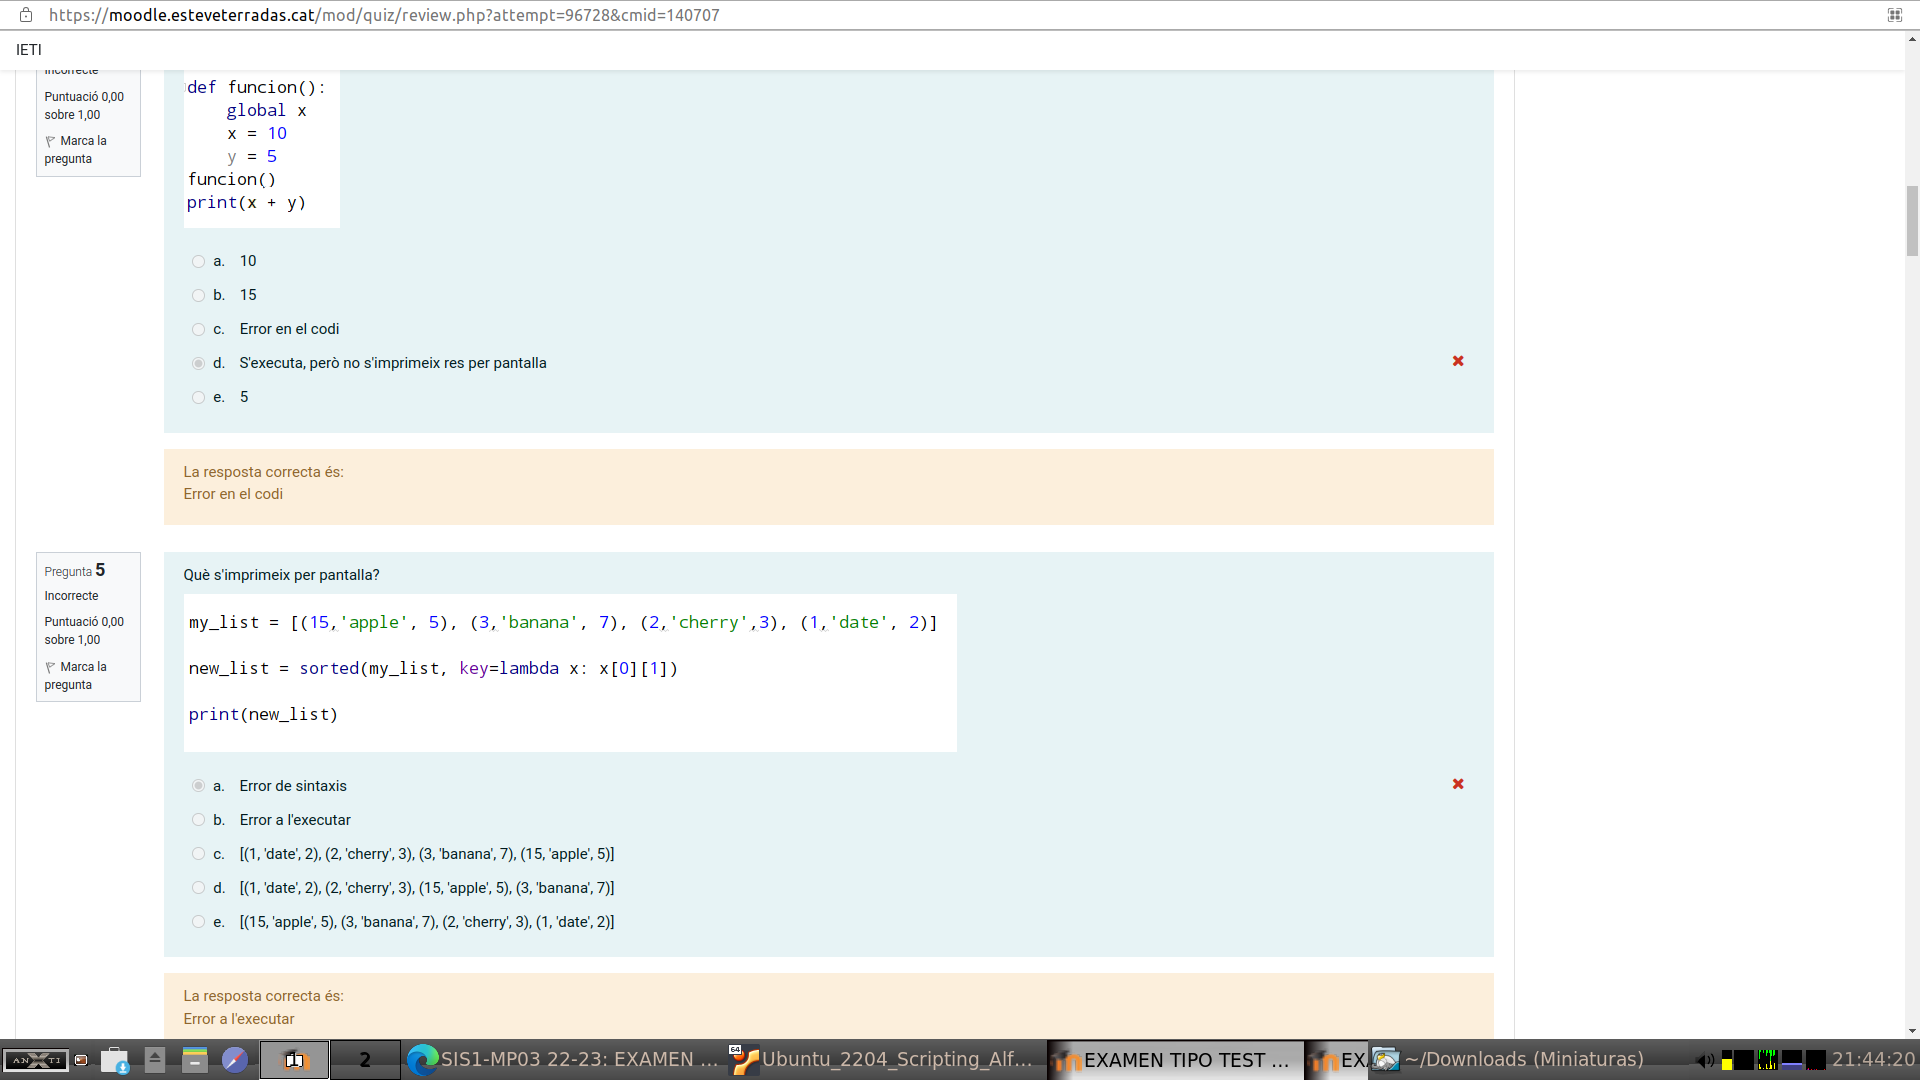 https://moodle.esteveterradas.cat/mod/quiz/review.php?attempt=96728&cmid=140707
IETI
Incorrecte
Puntuació 0,00
sobre 1,00
Marca la
pregunta
def funcion():
global x
x = 10
y = 5
funcion()
print(x + y)
a. 10
b. 15
c. Error en el codi
d. S'executa, però no s'imprimeix res per pantalla
e. 5
La resposta correcta és:
Error en el codi
Pregunta 5
Incorrecte
Puntuació 0,00
sobre 1,00
Marca la
pregunta
Què s'imprimeix per pantalla?
my_list = [(15,'apple', 5), (3,'banana', 7), (2,'cherry',3), (1,'date', 2)]
new_list = sorted(my_list, key=lambda x: x[0][1])
print(new_list)
a. Error de sintaxis
b. Error a l'executar
c. [(1, 'date', 2), (2, 'cherry', 3), (3, 'banana', 7), (15, 'apple', 5)]
d. [(1, 'date', 2), (2, 'cherry', 3), (15, 'apple', 5), (3, 'banana', 7)]
e. [(15, 'apple', 5), (3, 'banana', 7), (2, 'cherry', 3), (1, 'date', 2)]
La resposta correcta és:
Error a l'executar
ANXTI
1
2
SIS1-MP03 22-23: EXAMEN ...
64
Ubuntu_2204_Scripting_Alf...
EXAMEN TIPO TEST ...
EX
~/Downloads (Miniaturas)
21:44:20